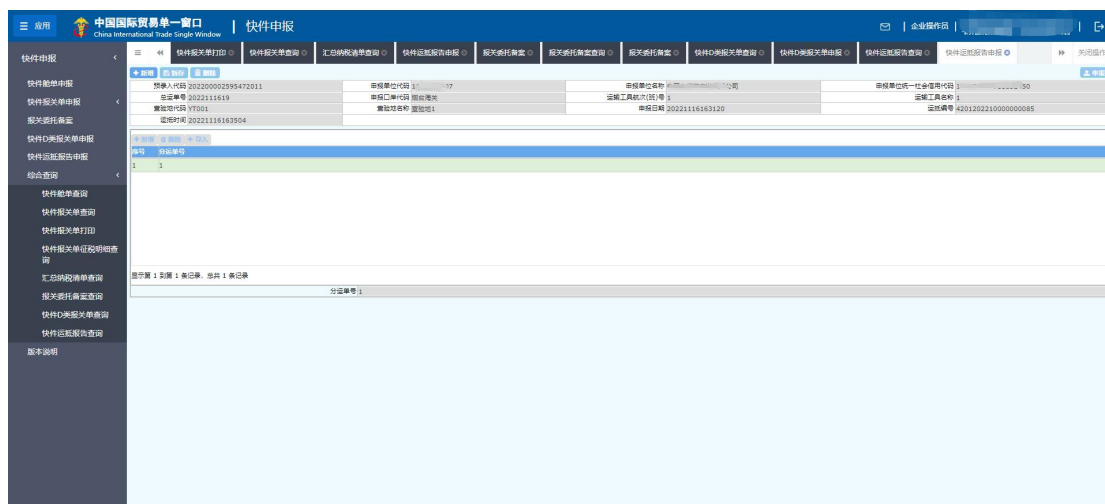 应用
中国国际贸易单一窗口
China International Trade Single Window
快件申报
企业操作员
快件申报
快件舱单申报
快件报关单申报
报关委托备案
快件D类报关单申报
快件运抵报告申报
综合查询
快件舱单查询
快件报关单查询
快件报关单打印
快件报关单征税明细查
询
汇总纳税清单查询
报关委托备案查询
快件D类报关单查询
快件运抵报告查询
版本说明
快件报关单打印 快件报关单查询 汇总纳税清单查询 快件运抵报告申报 报关委托备案 报关委托备案查询 报关委托备案 快件D类报关单查询 快件D类报关单申报 快件运抵报告查询 快件运抵报告申报 关闭操作
新增 暂存 删除
预录入代码 202200002595472011 申报单位代码 申报单位名称 公司 申报单位统一社会信用代码
总运单号 2022111619 申报口岸代码 烟台海关 运输工具航次(班)号 1 运输工具名称 1
查验地代码 YT001 查验地名称 查验地1 申报日期 20221116163120 运抵编号 4201202210000000085
运抵时间 20221116163504
新增 删除 导入
序号 分运单号
1 1
显示第 1 到第 1 条记录，总共 1 条记录
分运单号 1